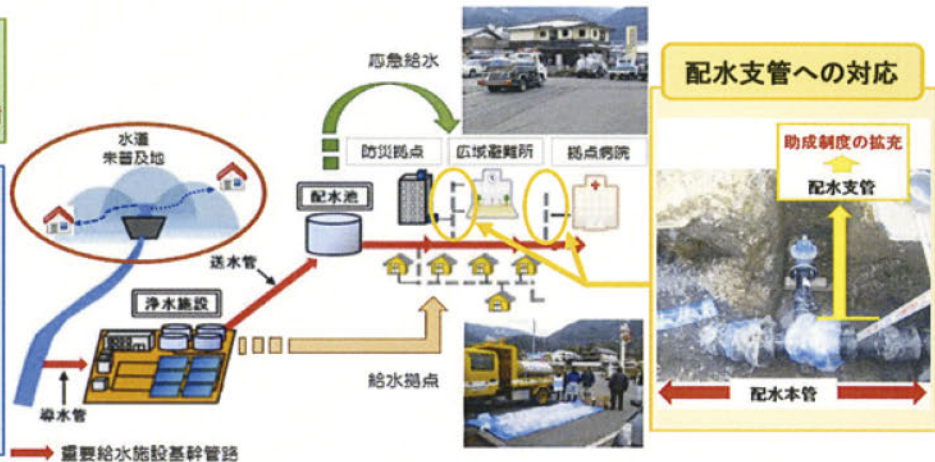 応急給水
配水支管への対応
水道
未普及地
防災拠点
広域避難所
拠点病院
助成制度の拡充
配水支管
配水池
送水管
浄水施設
給水拠点
導水管
配水本管
重要給水施設基幹管路